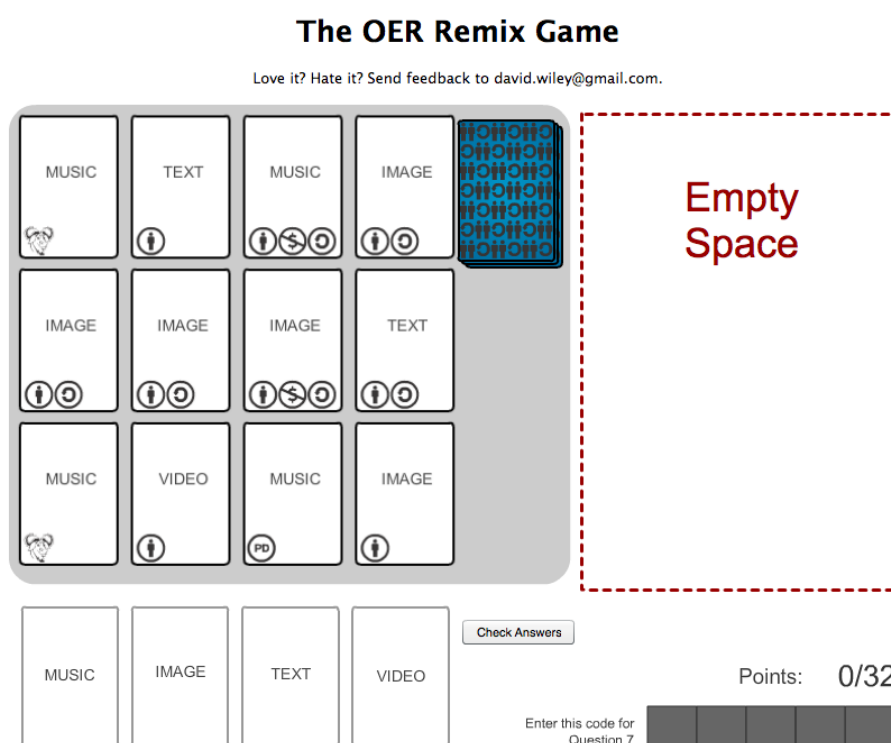 The OER Remix Game
Love it? Hate it? Send feedback to david.wiley@gmail.com.
MUSIC TEXT MUSIC IMAGE
Empty
Space
IMAGE IMAGE IMAGE TEXT
MUSIC VIDEO MUSIC IMAGE
PD
Check Answers
MUSIC IMAGE TEXT VIDEO
Points: 0/32
Enter this code for
Question 7